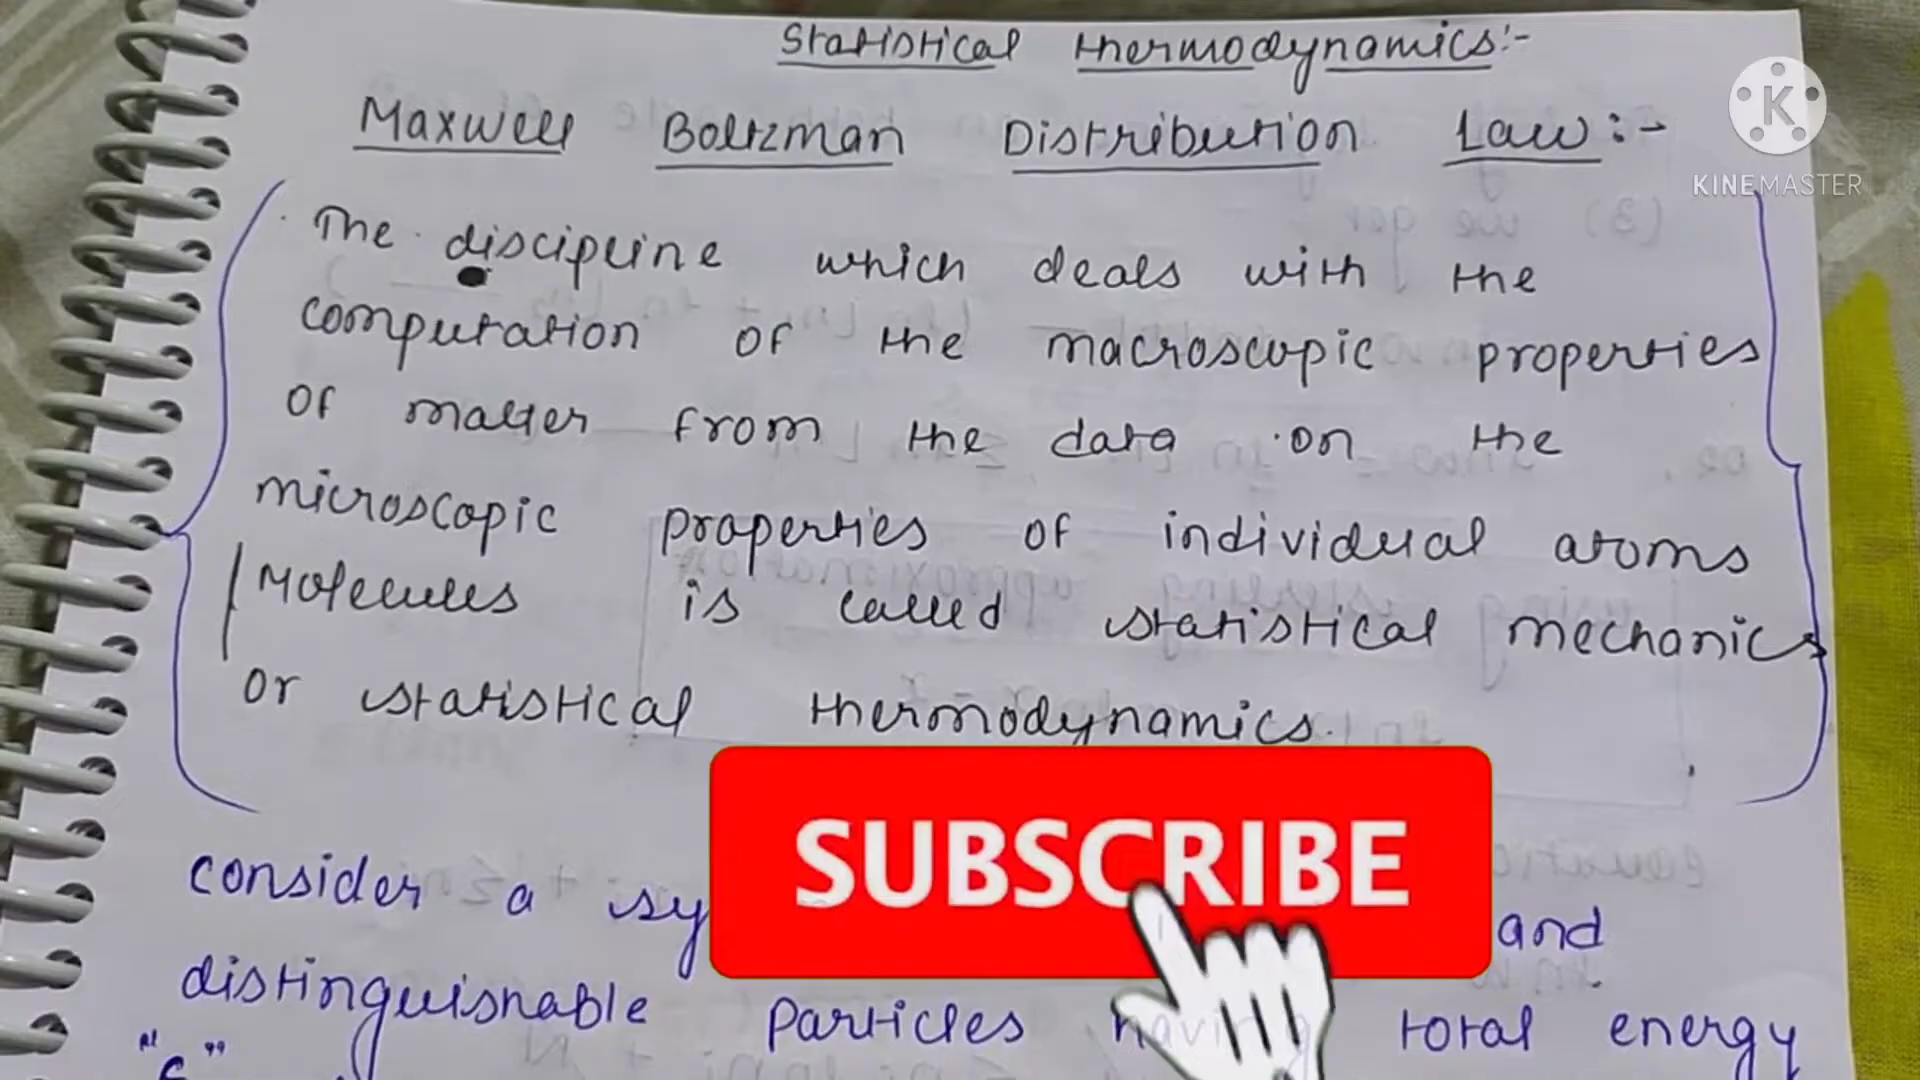 Statistical thermodynamics:-
Maxwell Boltzman Distribution Law:-
KINEMASTER
The discipline which deals with the
computation of the macroscopic properties
of matter from the data on the
microscopic properties of individual atoms
/Molecules is called statistical mechanics
or statistical thermodynamics.
SUBSCRIBE
consider a sy and
distinguishable particles having total energy